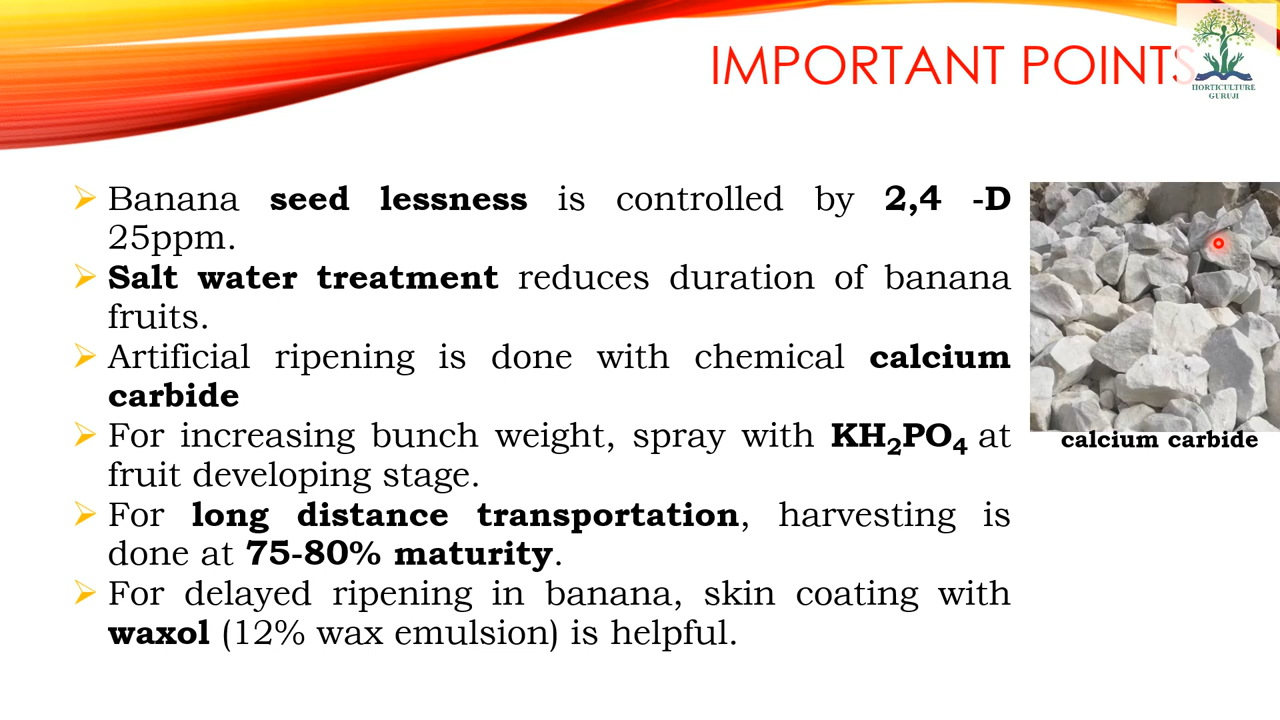 IMPORTANT POINTS
HORTICULTURE
GURUJI
➢ Banana seed lessness is controlled by 2,4 -D
25ppm.
➢ Salt water treatment reduces duration of banana
fruits.
➢ Artificial ripening is done with chemical calcium
carbide
➢ For increasing bunch weight, spray with KH₂PO₄ at
fruit developing stage.
➢ For long distance transportation, harvesting is
done at 75-80% maturity.
➢ For delayed ripening in banana, skin coating with
waxol (12% wax emulsion) is helpful.
calcium carbide